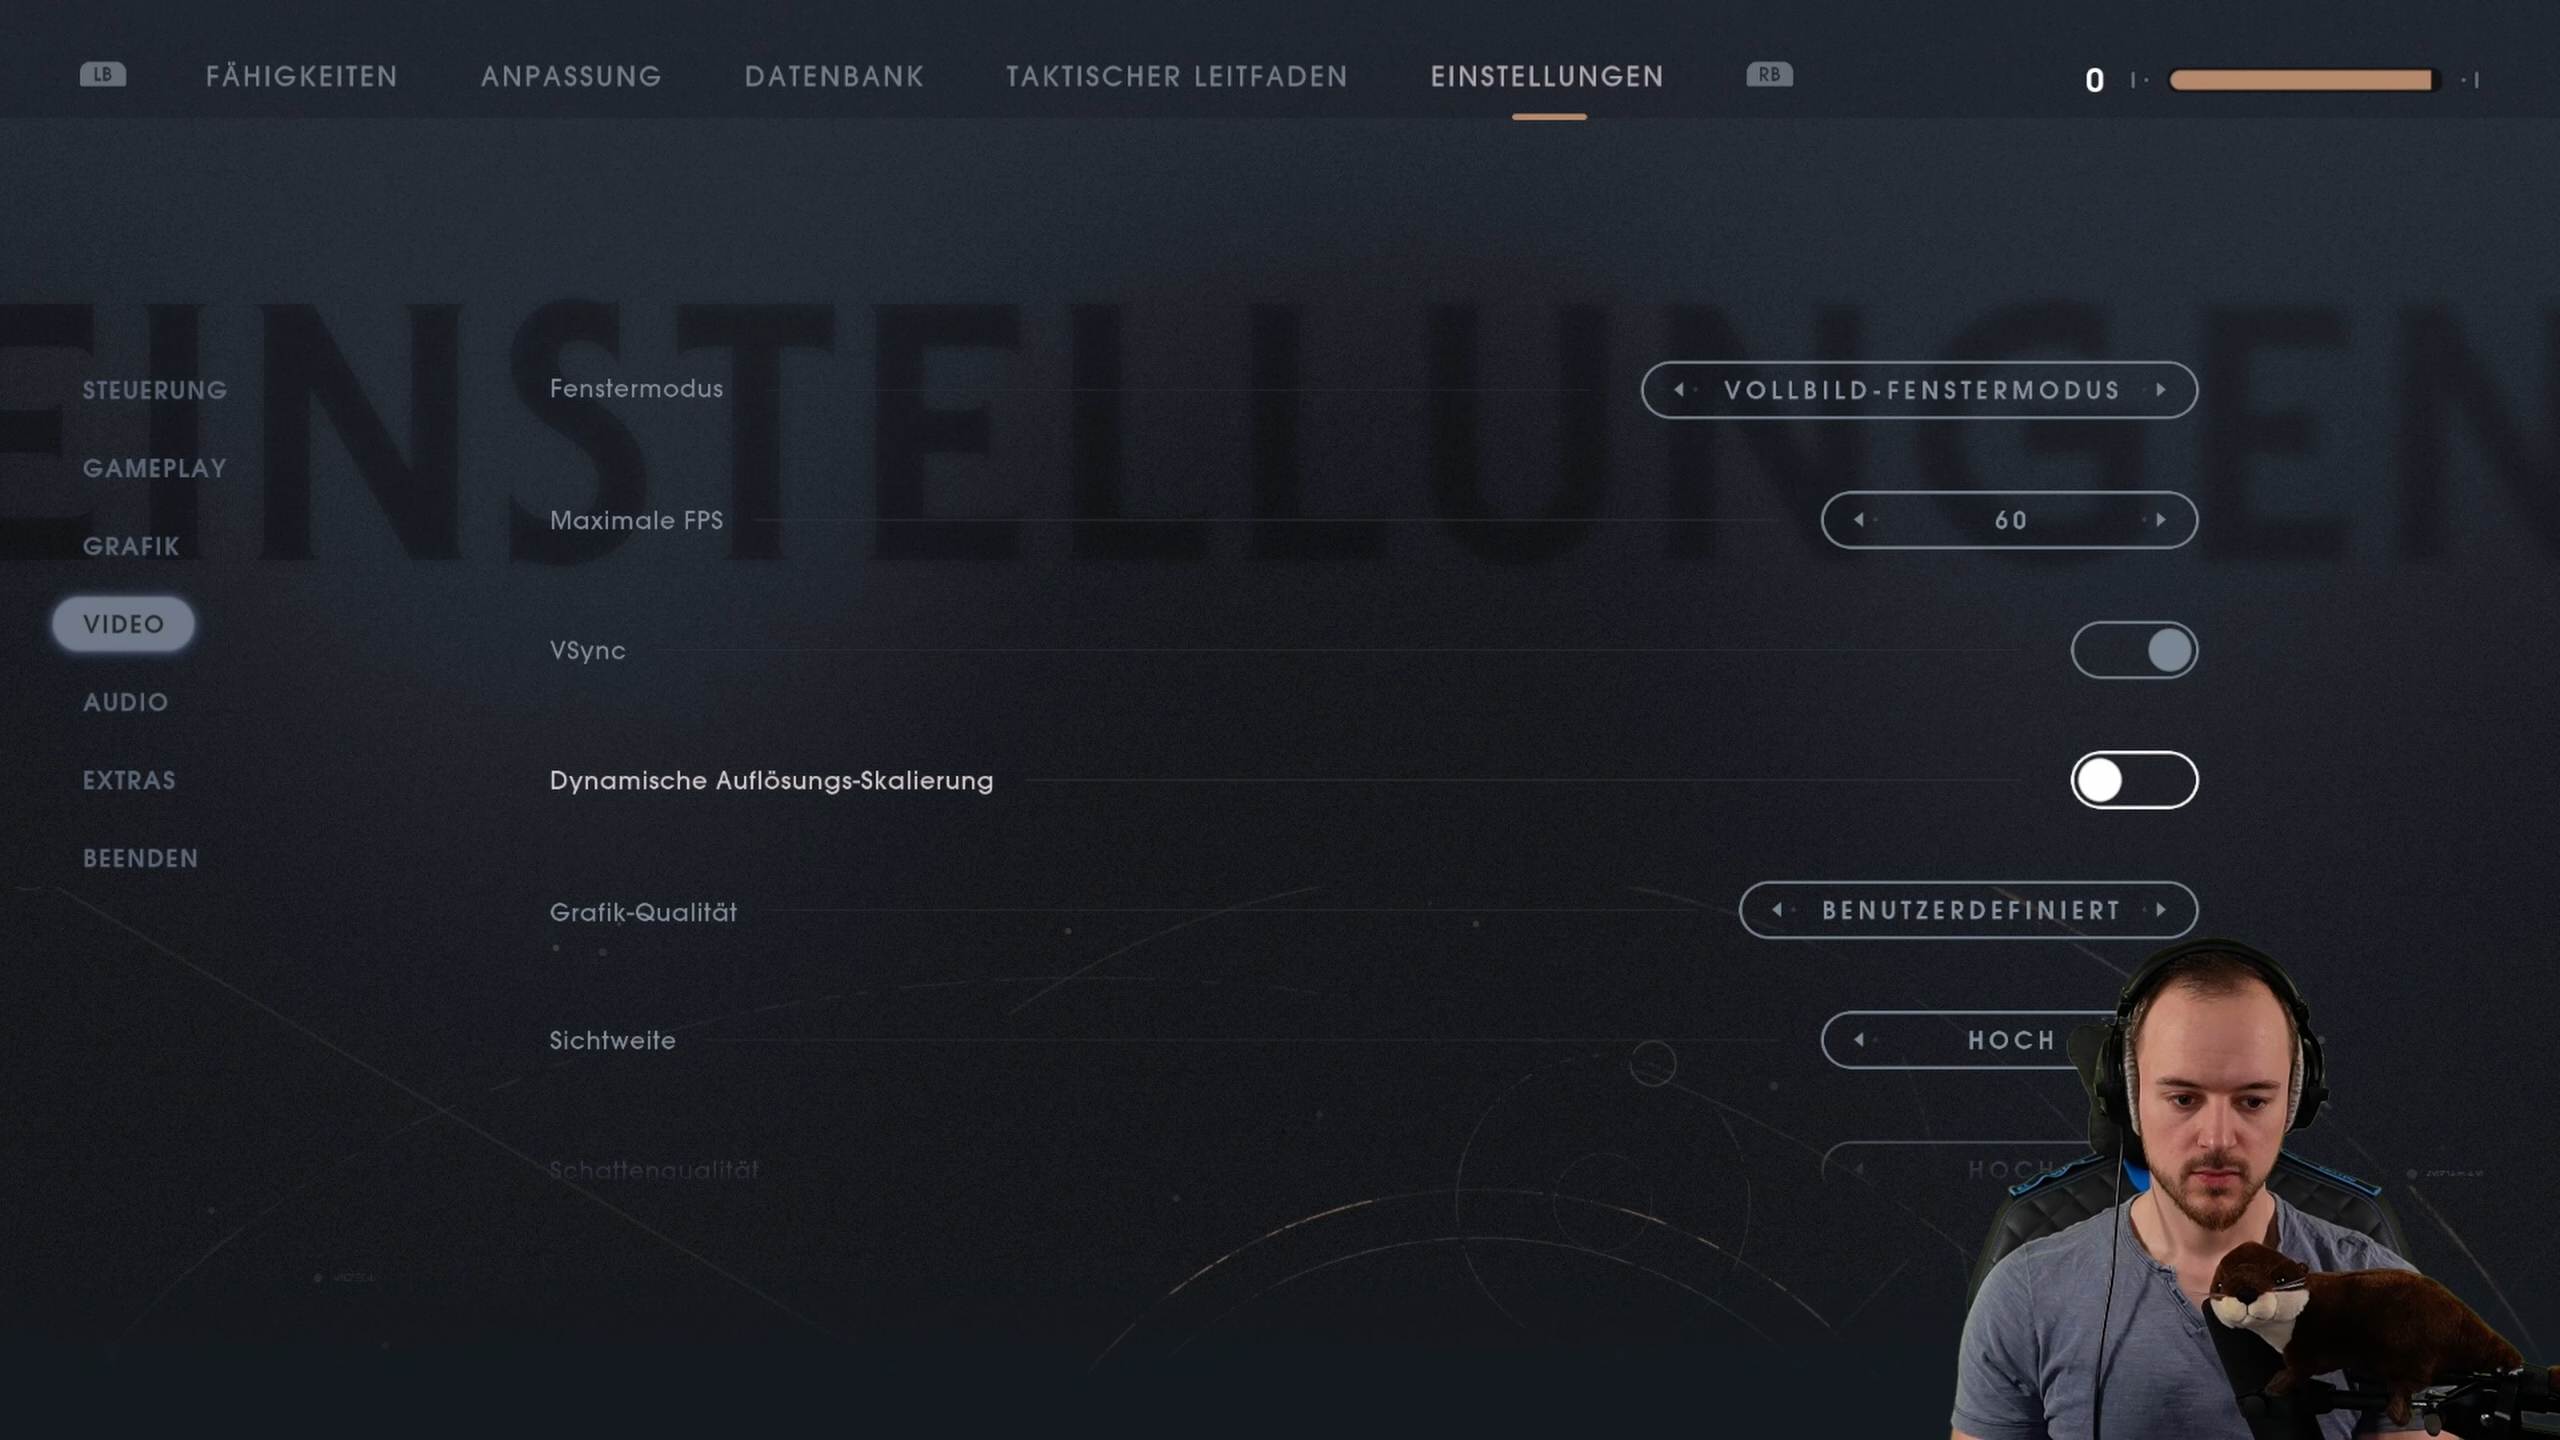 LB FÄHIGKEITEN ANPASSUNG DATENBANK TAKTISCHER LEITFADEN EINSTELLUNGEN RB 0
EINSTELLUNGEN
STEUERUNG
GAMEPLAY
GRAFIK
VIDEO
AUDIO
EXTRAS
BEENDEN
Fenstermodus VOLLBILD-FENSTERMODUS
Maximale FPS 60
VSync
Dynamische Auflösungs-Skalierung
Grafik-Qualität BENUTZERDEFINIERT
Sichtweite HOCH
Schattenqualität HOCH